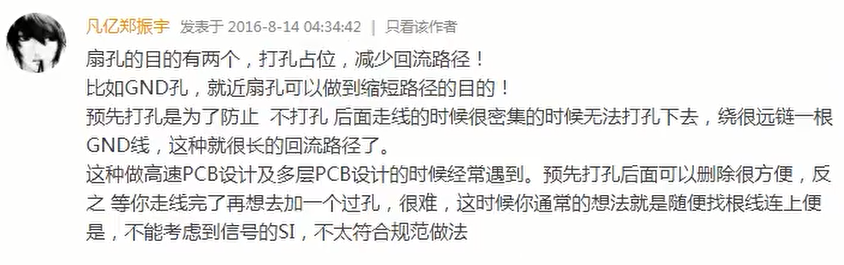 凡亿郑振宇 发表于 2016-8-14 04:34:42 | 只看该作者
扇孔的目的有两个，打孔占位，减少回流路径！
比如GND孔，就近扇孔可以做到缩短路径的目的！
预先打孔是为了防止 不打孔 后面走线的时候很密集的时候无法打孔下去，绕很远链一根
GND线，这种就很长的回流路径了。
这种做高速PCB设计及多层PCB设计的时候经常遇到。预先打孔后面可以删除很方便，反
之 等你走线完了再想去加一个过孔，很难，这时候你通常的想法就是随便找根线连上便
是，不能考虑到信号的SI，不太符合规范做法